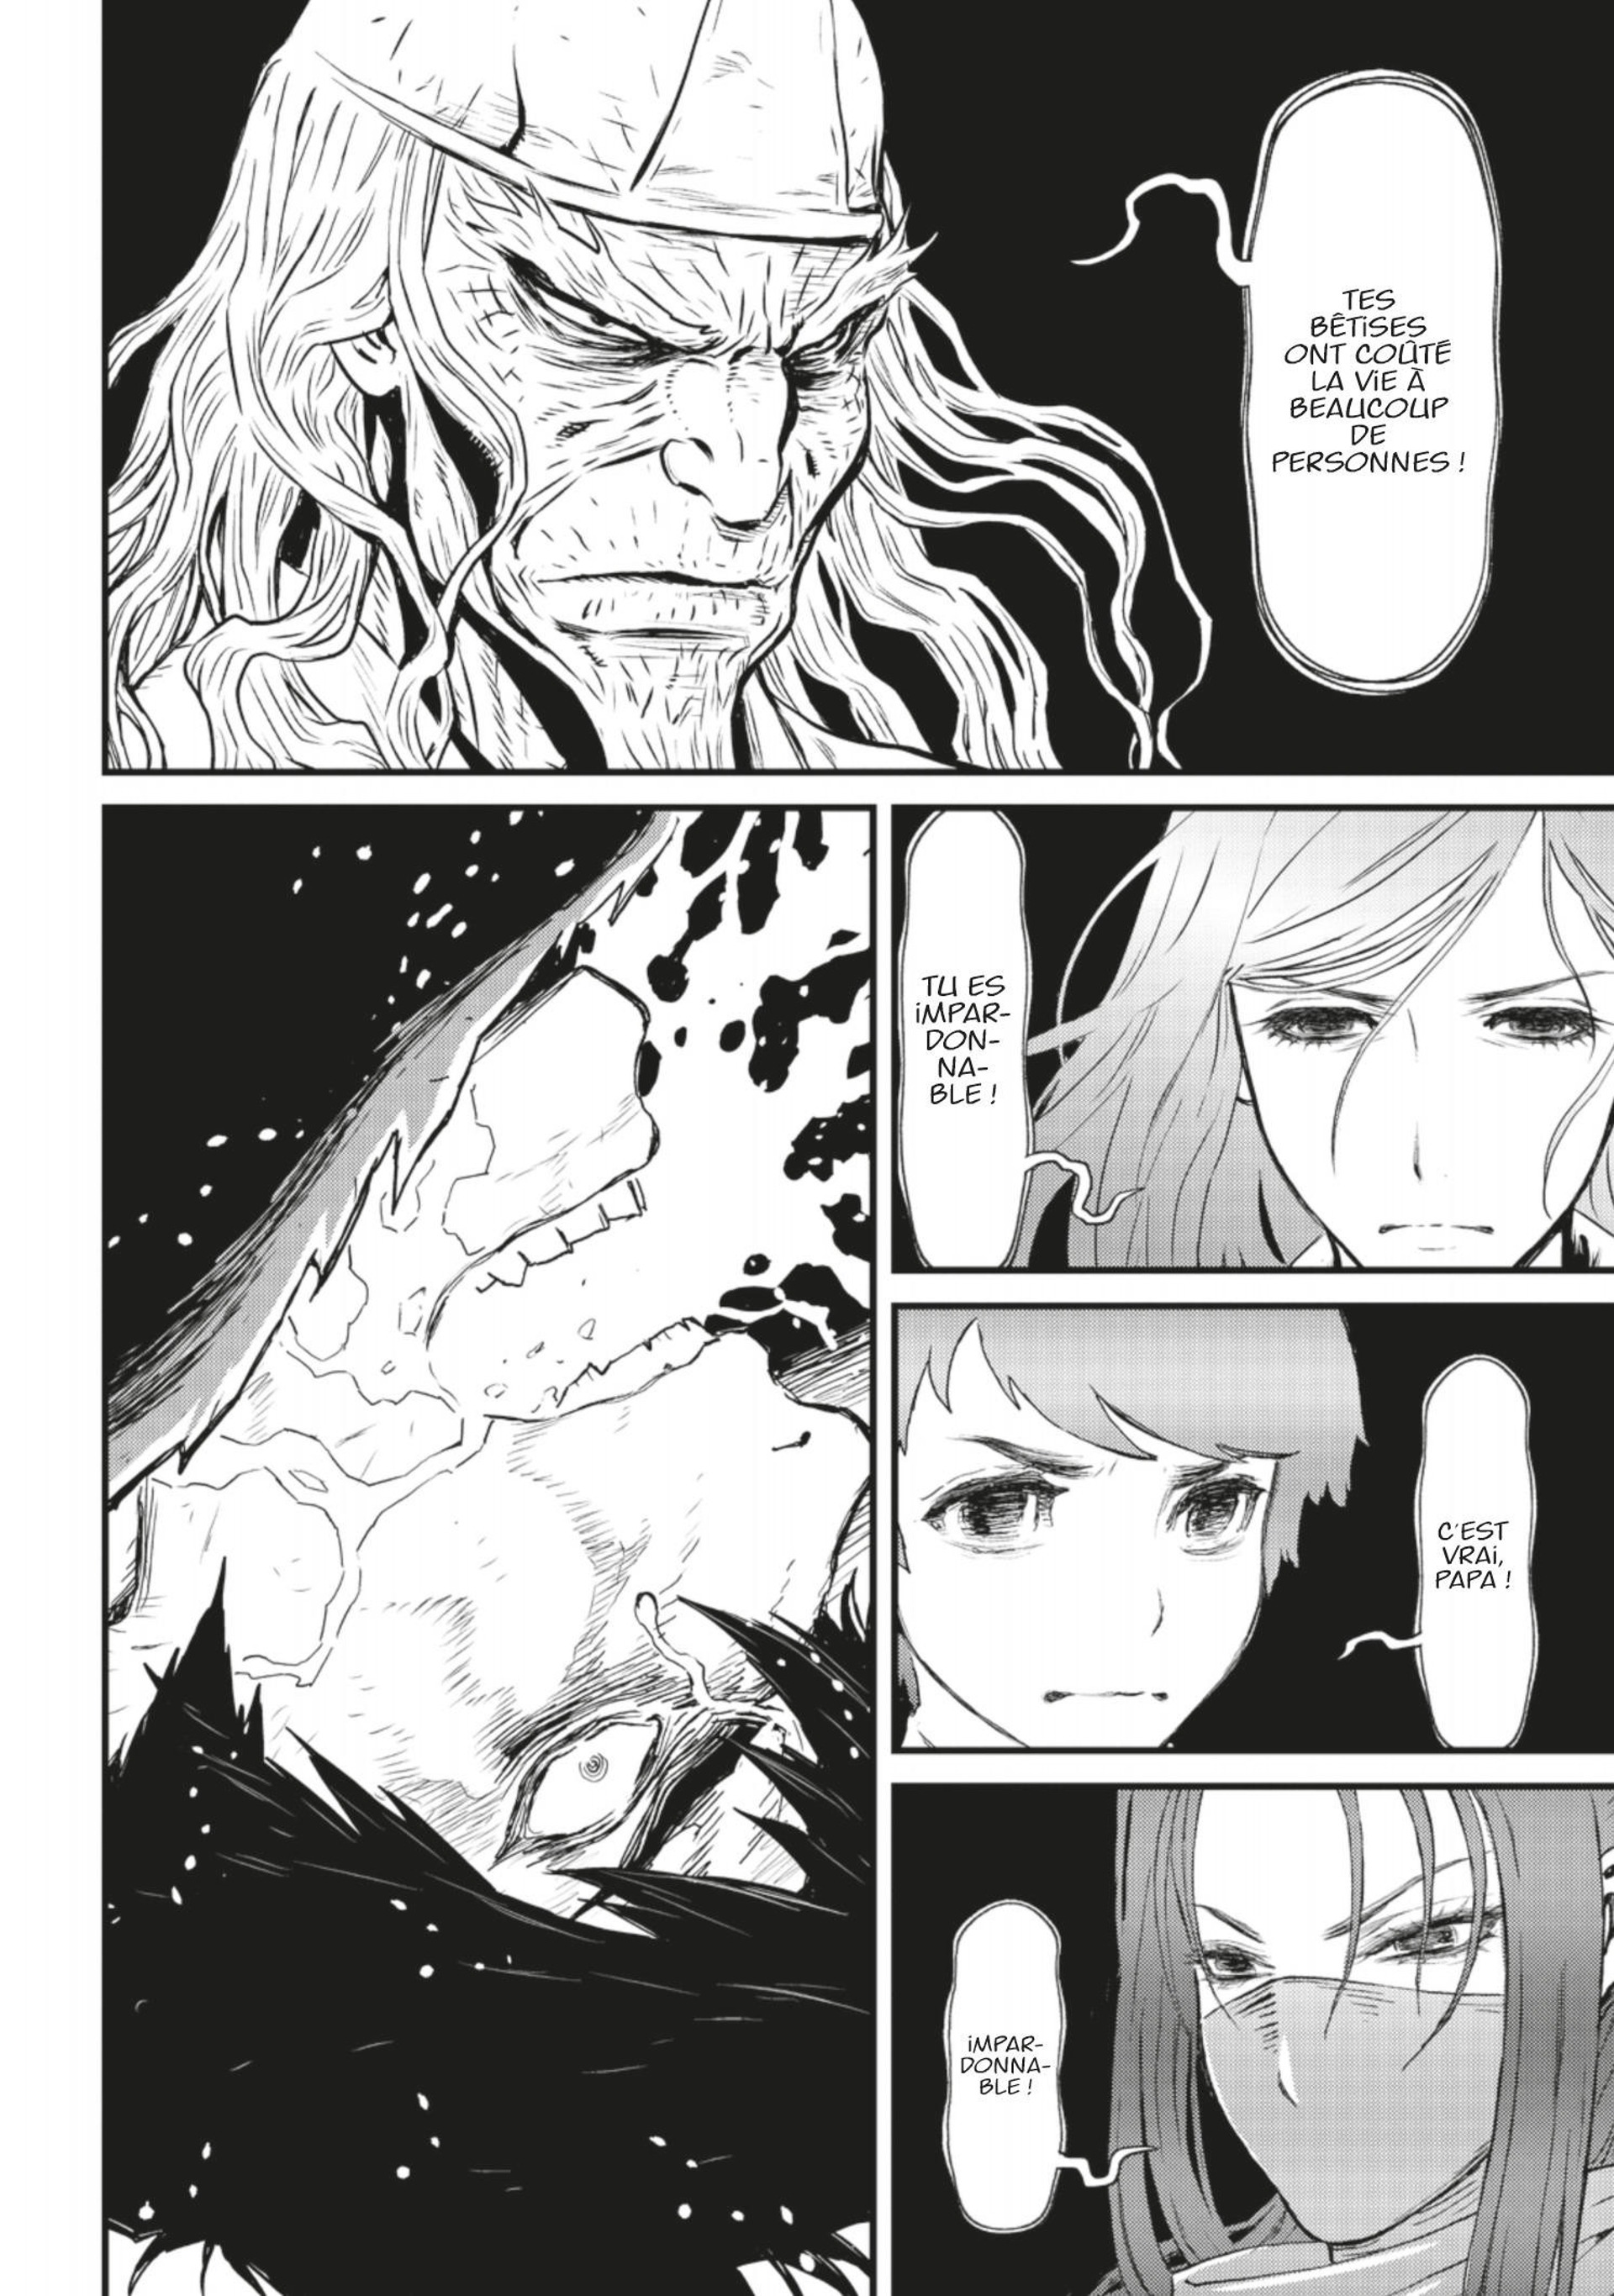 TES
BÊTISES
ONT COÛTÉ
LA VIE À
BEAUCOUP
DE
PERSONNES !
TU ES
IMPAR-
DON-
NA-
BLE !
C'EST
VRAI,
PAPA !
IMPAR-
DONNA-
BLE !